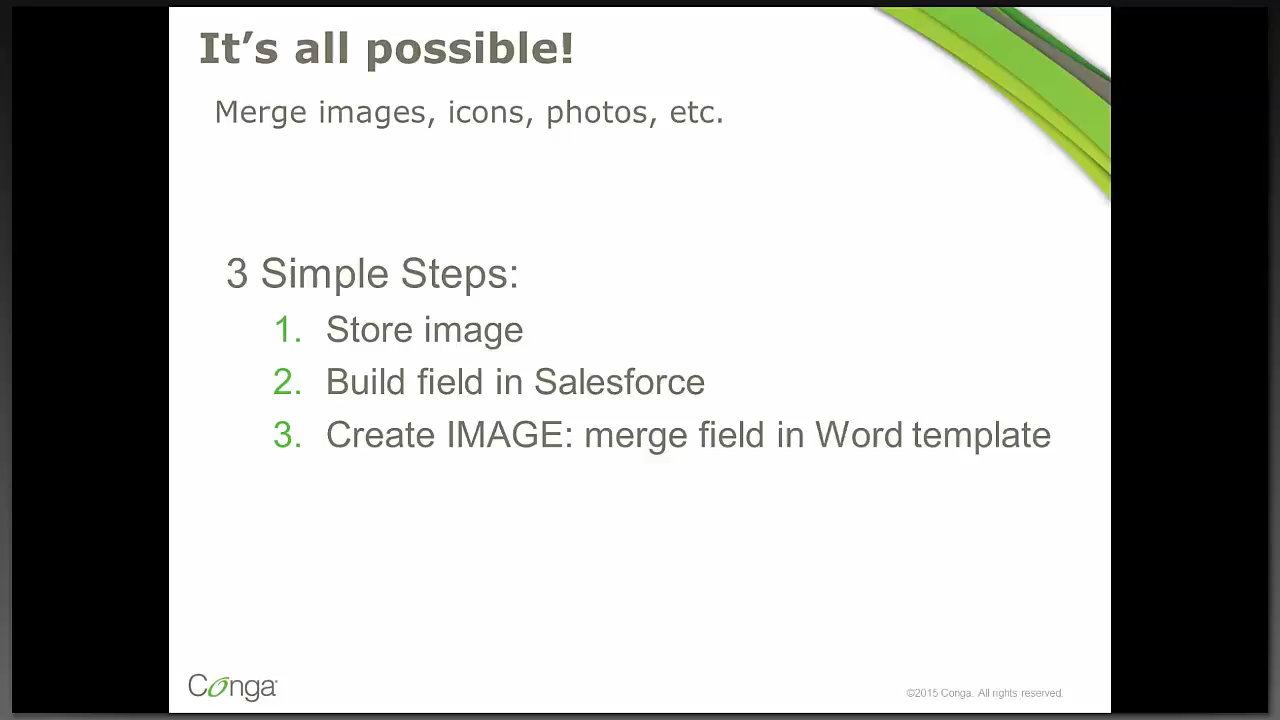 It’s all possible!
Merge images, icons, photos, etc.
3 Simple Steps:
1. Store image
2. Build field in Salesforce
3. Create IMAGE: merge field in Word template
Conga
©2015 Conga. All rights reserved.